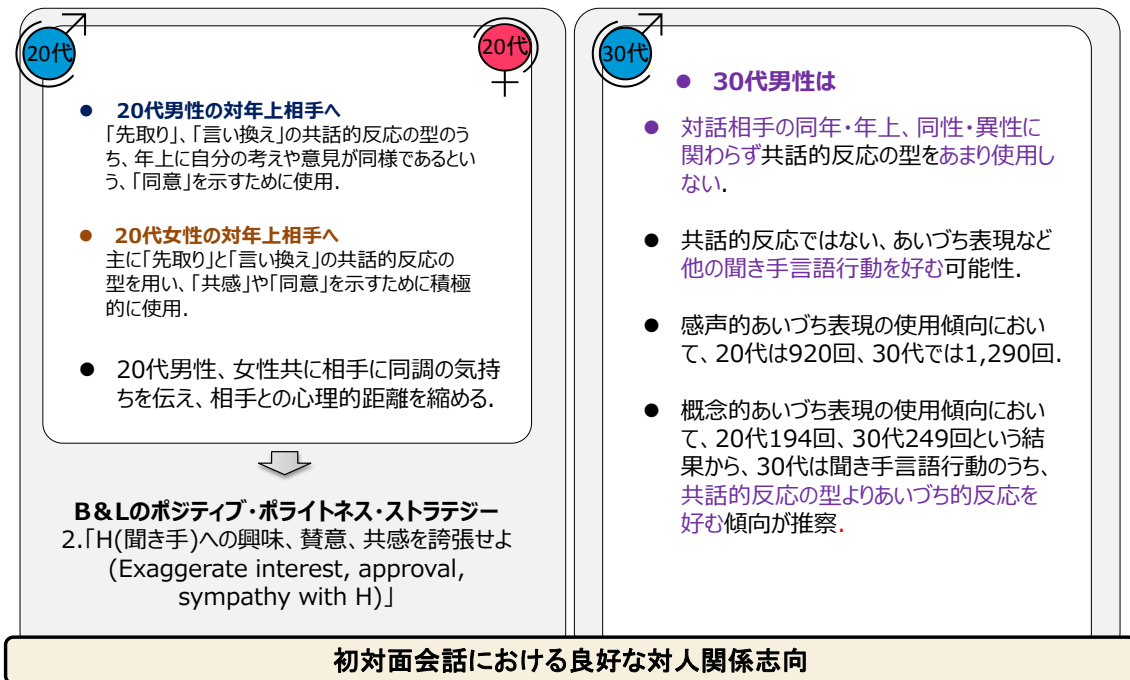 20代
20代
● 20代男性の対年上相手へ
「先取り」、「言い換え」の共話的反応の型のう
ち、年上に自分の考えや意見が同様であるとい
う、「同意」を示すために使用.
● 20代女性の対年上相手へ
主に「先取り」と「言い換え」の共話的反応の
型を用い、「共感」や「同意」を示すために積極
的に使用.
● 20代男性、女性共に相手に同調の気持
ちを伝え、相手との心理的距離を縮める.
B&Lのポジティブ・ポライトネス・ストラテジー
2.「H(聞き手)への興味、賛意、共感を誇張せよ
(Exaggerate interest, approval,
sympathy with H)」
30代
● 30代男性は
● 対話相手の同年・年上、同性・異性に
関わらず共話的反応の型をあまり使用し
ない.
● 共話的反応ではない、あいづち表現など
他の聞き手言語行動を好む可能性.
● 感声的あいづち表現の使用傾向におい
て、20代は920回、30代では1,290回.
● 概念的あいづち表現の使用傾向におい
て、20代194回、30代249回という結
果から、30代は聞き手言語行動のうち、
共話的反応の型よりあいづち的反応を
好む傾向が推察.
初対面会話における良好な対人関係志向